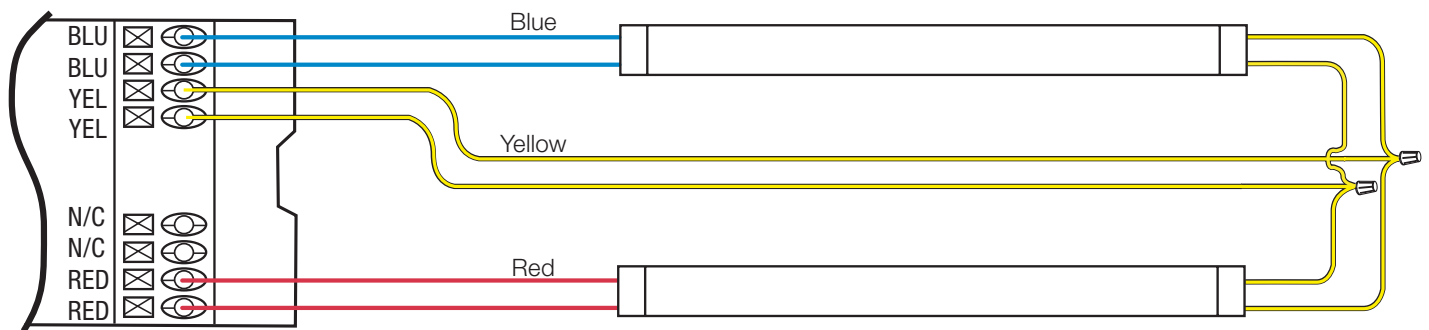 BLU
BLU
YEL
YEL
N/C
N/C
RED
RED
Blue
Yellow
Red